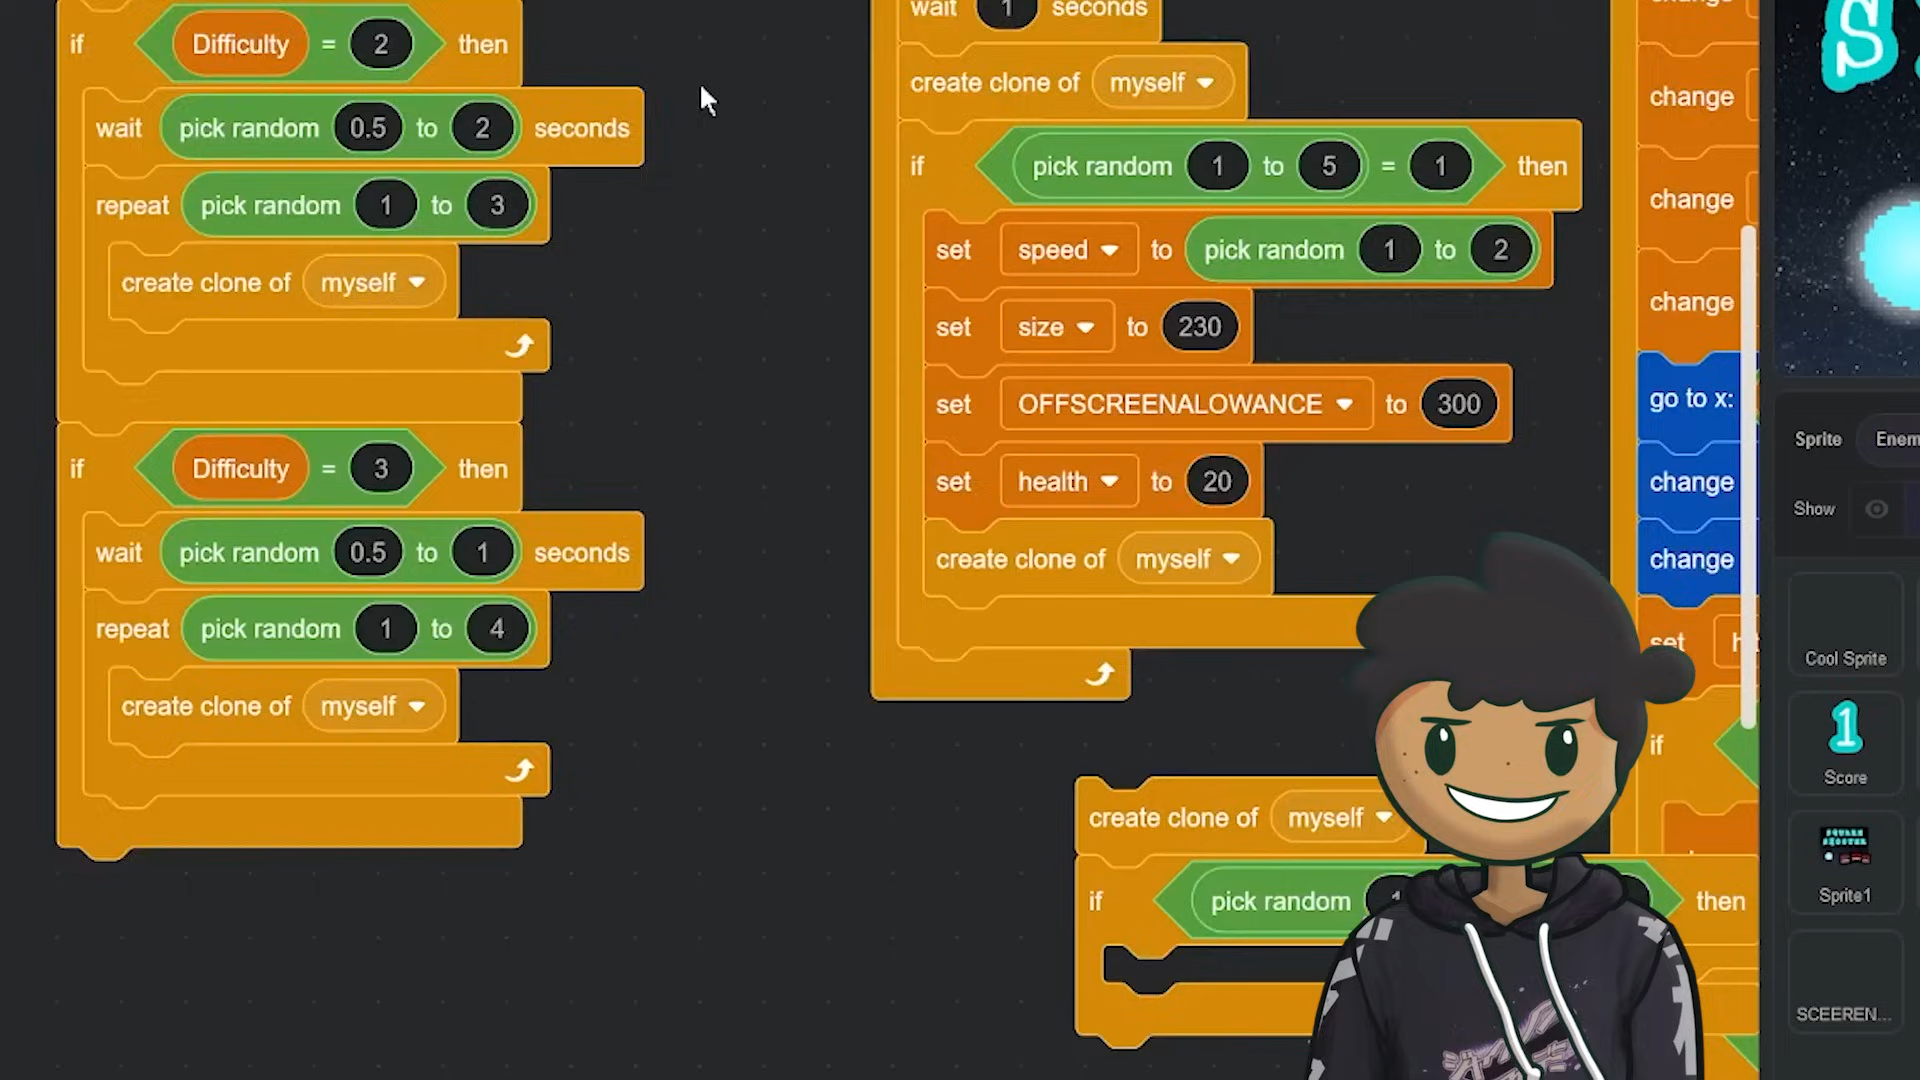 if Difficulty = 2 then
wait pick random 0.5 to 2 seconds
repeat pick random 1 to 3
create clone of myself
if Difficulty = 3 then
wait pick random 0.5 to 1 seconds
repeat pick random 1 to 4
create clone of myself
wait 1 seconds
create clone of myself
if pick random 1 to 5 = 1 then
set speed to pick random 1 to 2
set size to 230
set OFFSCREENALOWANCE to 300
set health to 20
create clone of myself
create clone of myself
if pick random then
change
change
change
go to x:
change
change
set
if
S
Sprite Enem
Show
Cool Sprite
1
Score
SQUARE
SHOOTER
Sprite1
SCEEREN...